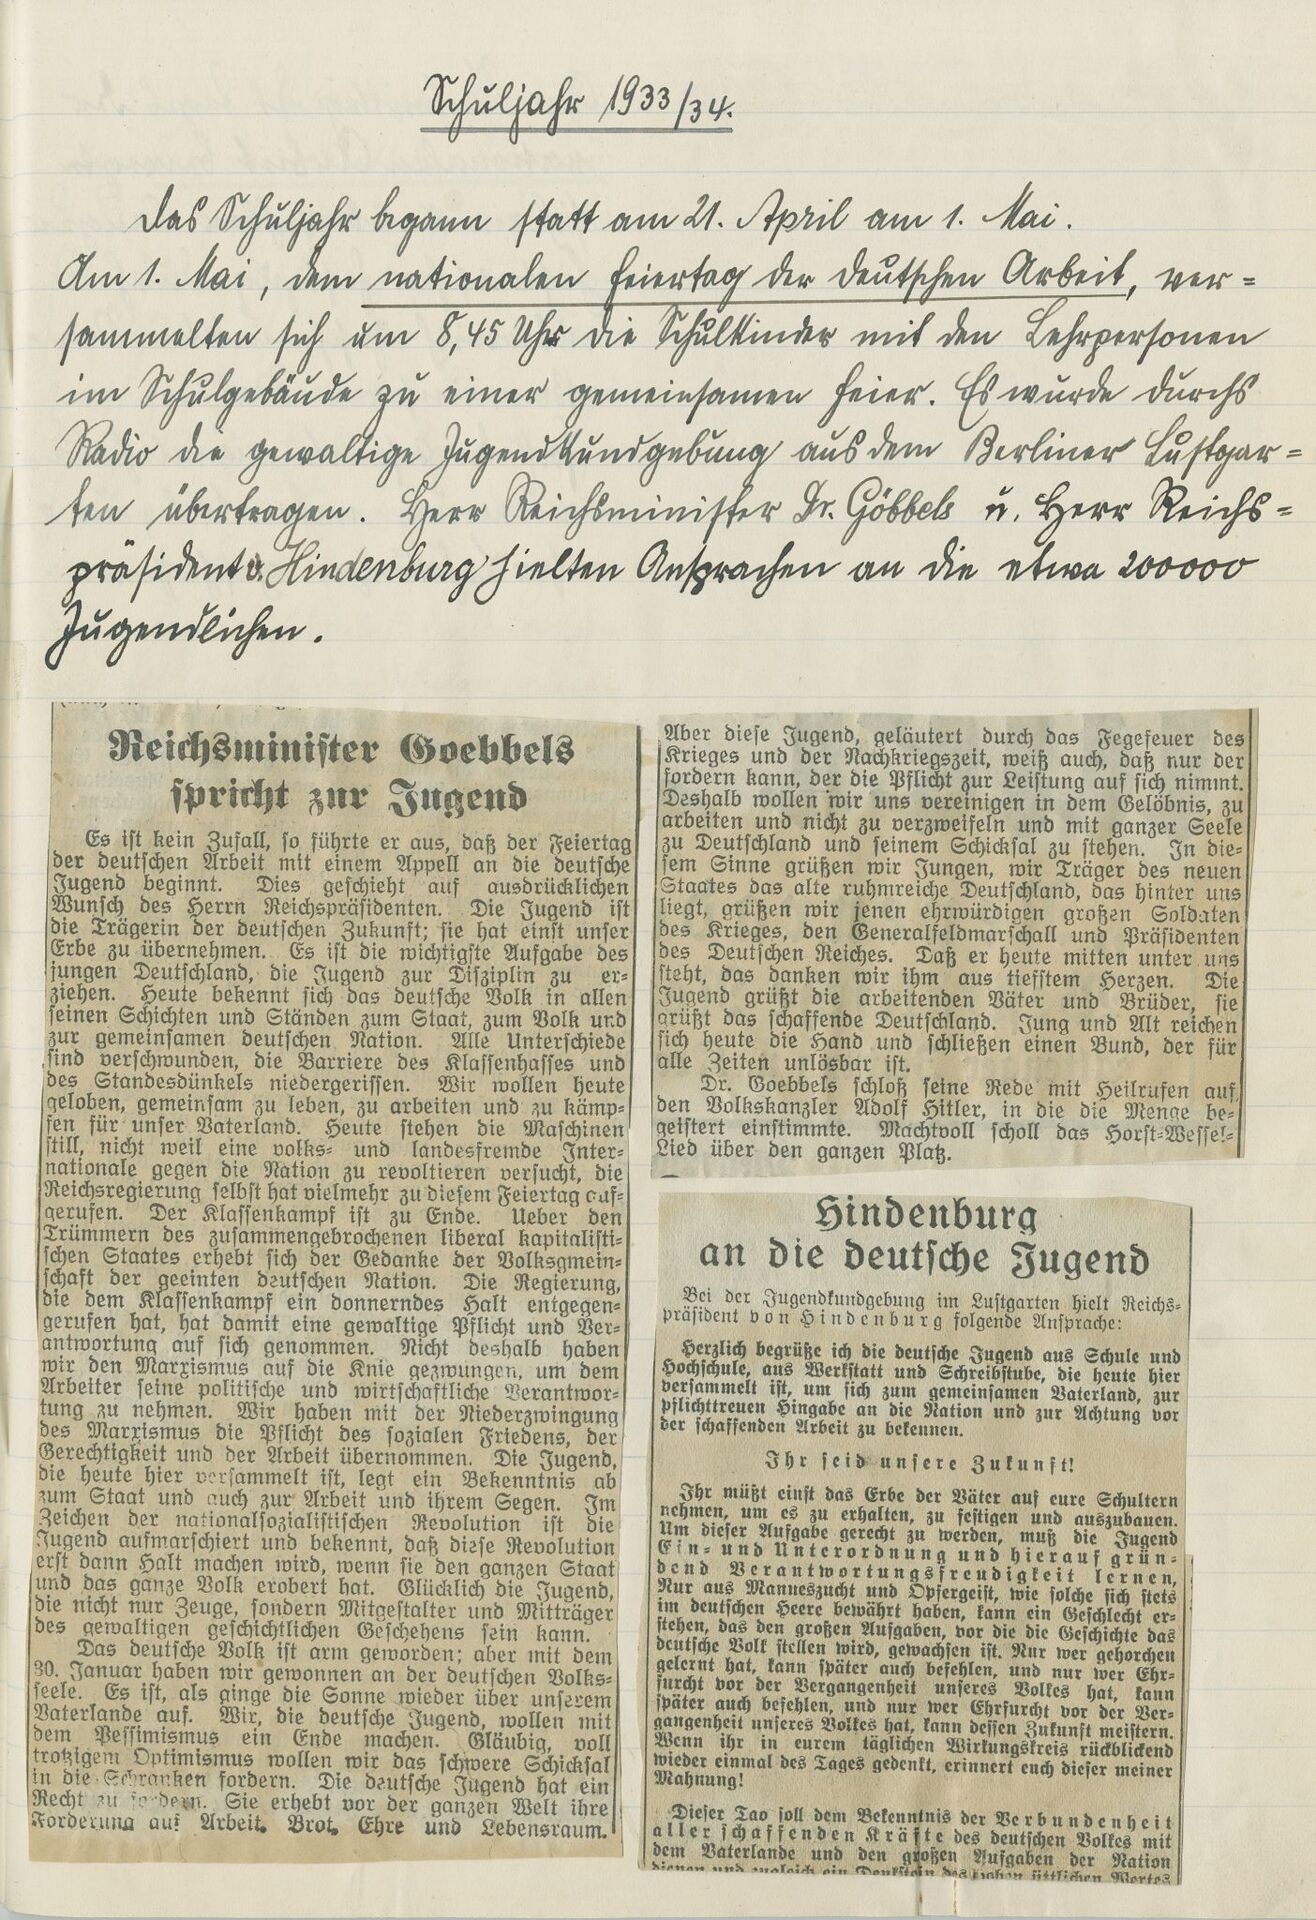 Schuljahr 1933/34.
Das Schuljahr begann statt am 21. April am 1. Mai.
Am 1. Mai, dem nationalen Feiertag der deutschen Arbeit, ver=
sammelten sich um 8,45 Uhr die Schulkinder mit den Lehrpersonen
im Schulgebäude zu einer gemeinsamen Feier. Es wurde durchs
Radio die gewaltige Jugendkundgebung aus dem Berliner Lustgar=
ten übertragen. Herr Reichsminister Dr. Göbbels u. Herr Reichs=
präsident v. Hindenburg hielten Ansprachen an die etwa 200000
Jugendlichen.
Reichsminister Goebbels
spricht zur Jugend
Es ist kein Zufall, so führte er aus, daß der Feiertag
der deutschen Arbeit mit einem Appell an die deutsche
Jugend beginnt. Dies geschieht auf ausdrücklichen
Wunsch des Herrn Reichspräsidenten. Die Jugend ist
die Trägerin der deutschen Zukunft; sie hat einst unser
Erbe zu übernehmen. Es ist die wichtigste Aufgabe des
jungen Deutschland, die Jugend zur Disziplin zu er-
ziehen. Heute bekennt sich das deutsche Volk in allen
seinen Schichten und Ständen zum Staat, zum Volk und
zur gemeinsamen deutschen Nation. Alle Unterschiede
sind verschwunden, die Barriere des Klassenhasses und
des Standesdünkels niedergerissen. Wir wollen heute
geloben, gemeinsam zu leben, zu arbeiten und zu kämp-
fen für unser Vaterland. Heute stehen die Maschinen
still, nicht weil eine volks- und landesfremde Inter-
nationale gegen die Nation zu revoltieren versucht, die
Reichsregierung selbst hat vielmehr zu diesem Feiertag auf-
gerufen. Der Klassenkampf ist zu Ende. Ueber den
Trümmern des zusammengebrochenen liberal kapitalisti-
schen Staates erhebt sich der Gedanke der Volksgmein-
schaft der geeinten deutschen Nation. Die Regierung,
die dem Klassenkampf ein donnerndes Halt entgegen-
gerufen hat, hat damit eine gewaltige Pflicht und Ver-
antwortung auf sich genommen. Nicht deshalb haben
wir den Marxismus auf die Knie gezwungen, um dem
Arbeiter seine politische und wirtschaftliche Verantwor-
tung zu nehmen. Wir haben mit der Niederzwingung
des Marxismus die Pflicht des sozialen Friedens, der
Gerechtigkeit und der Arbeit übernommen. Die Jugend,
die heute hier versammelt ist, legt ein Bekenntnis ab
zum Staat und auch zur Arbeit und ihrem Segen. Im
Zeichen der nationalsozialistischen Revolution ist die
Jugend aufmarschiert und bekennt, daß diese Revolution
erst dann Halt machen wird, wenn sie den ganzen Staat
und das ganze Volk erobert hat. Glücklich die Jugend,
die nicht nur Zeuge, sondern Mitgestalter und Mitträger
des gewaltigen geschichtlichen Geschehens sein kann.
Das deutsche Volk ist arm geworden; aber mit dem
30. Januar haben wir gewonnen an der deutschen Volks-
seele. Es ist, als ginge die Sonne wieder über unserem
Vaterlande auf. Wir, die deutsche Jugend, wollen mit
dem Pessimismus ein Ende machen. Gläubig, voll
trotzigem Optimismus wollen wir das schwere Schicksal
in die Schranken fordern. Die deutsche Jugend hat ein
Recht zu fordern. Sie erhebt vor der ganzen Welt ihre
Forderung auf Arbeit, Brot, Ehre und Lebensraum.
Aber diese Jugend, geläutert durch das Fegefeuer des
Krieges und der Nachkriegszeit, weiß auch, daß nur der
fordern kann, der die Pflicht zur Leistung auf sich nimmt.
Deshalb wollen wir uns vereinigen in dem Gelöbnis, zu
arbeiten und nicht zu verzweifeln und mit ganzer Seele
zu Deutschland und seinem Schicksal zu stehen. In die-
sem Sinne grüßen wir Jungen, wir Träger des neuen
Staates das alte ruhmreiche Deutschland, das hinter uns
liegt, grüßen wir jenen ehrwürdigen großen Soldaten
des Krieges, den Generalfeldmarschall und Präsidenten
des Deutschen Reiches. Daß er heute mitten unter uns
steht, das danken wir ihm aus tiefstem Herzen. Die
Jugend grüßt die arbeitenden Väter und Brüder, sie
grüßt das schaffende Deutschland. Jung und Alt reichen
sich heute die Hand und schließen einen Bund, der für
alle Zeiten unlösbar ist.
Dr. Goebbels schloß seine Rede mit Heilrufen auf
den Volkskanzler Adolf Hitler, in die die Menge be-
geistert einstimmte. Machtvoll scholl das Horst-Wessel-
Lied über den ganzen Platz.
Hindenburg
an die deutsche Jugend
Bei der Jugendkundgebung im Lustgarten hielt Reichs-
präsident von Hindenburg folgende Ansprache:
Herzlich begrüße ich die deutsche Jugend aus Schule und
Hochschule, aus Werkstatt und Schreibstube, die heute hier
versammelt ist, um sich zum gemeinsamen Vaterland, zur
pflichttreuen Hingabe an die Nation und zur Achtung vor
der schaffenden Arbeit zu bekennen.
Ihr seid unsere Zukunft!
Ihr müßt einst das Erbe der Väter auf eure Schultern
nehmen, um es zu erhalten, zu festigen und auszubauen.
Um dieser Aufgabe gerecht zu werden, muß die Jugend
Ein- und Unterordnung und hierauf grün-
dend Verantwortungsfreudigkeit lernen,
Nur aus Manneszucht und Opfergeist, wie solche sich stets
im deutschen Heere bewährt haben, kann ein Geschlecht er-
stehen, das den großen Aufgaben, vor die die Geschichte das
deutsche Volk stellen wird, gewachsen ist. Nur wer gehorchen
gelernt hat, kann später auch befehlen, und nur wer Ehr-
furcht vor der Vergangenheit unseres Volkes hat, kann
später auch befehlen, und nur wer Ehrfurcht vor der Ver-
gangenheit unseres Volkes hat, kann dessen Zukunft meistern.
Wenn ihr in eurem täglichen Wirkungskreis rückblickend
wieder einmal des Tages gedenkt, erinnert euch dieser meiner
Mahnung!
Dieser Tag soll dem Bekenntnis der Verbundenheit
aller schaffenden Kräfte des deutschen Volkes mit
dem Vaterlande und den großen Aufgaben der Nation
dienen und zugleich ein Denkstein des hohen sittlichen Wertes